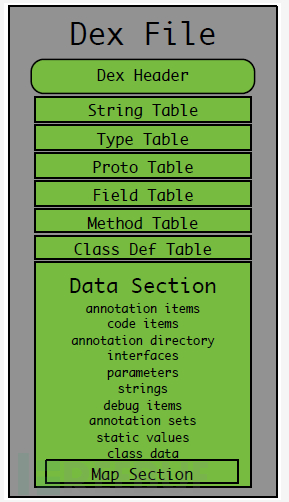 Dex File
Dex Header
String Table
Type Table
Proto Table
Field Table
Method Table
Class Def Table
Data Section
annotation items
code items
annotation directory
interfaces
parameters
strings
debug items
annotation sets
static values
class data
Map Section